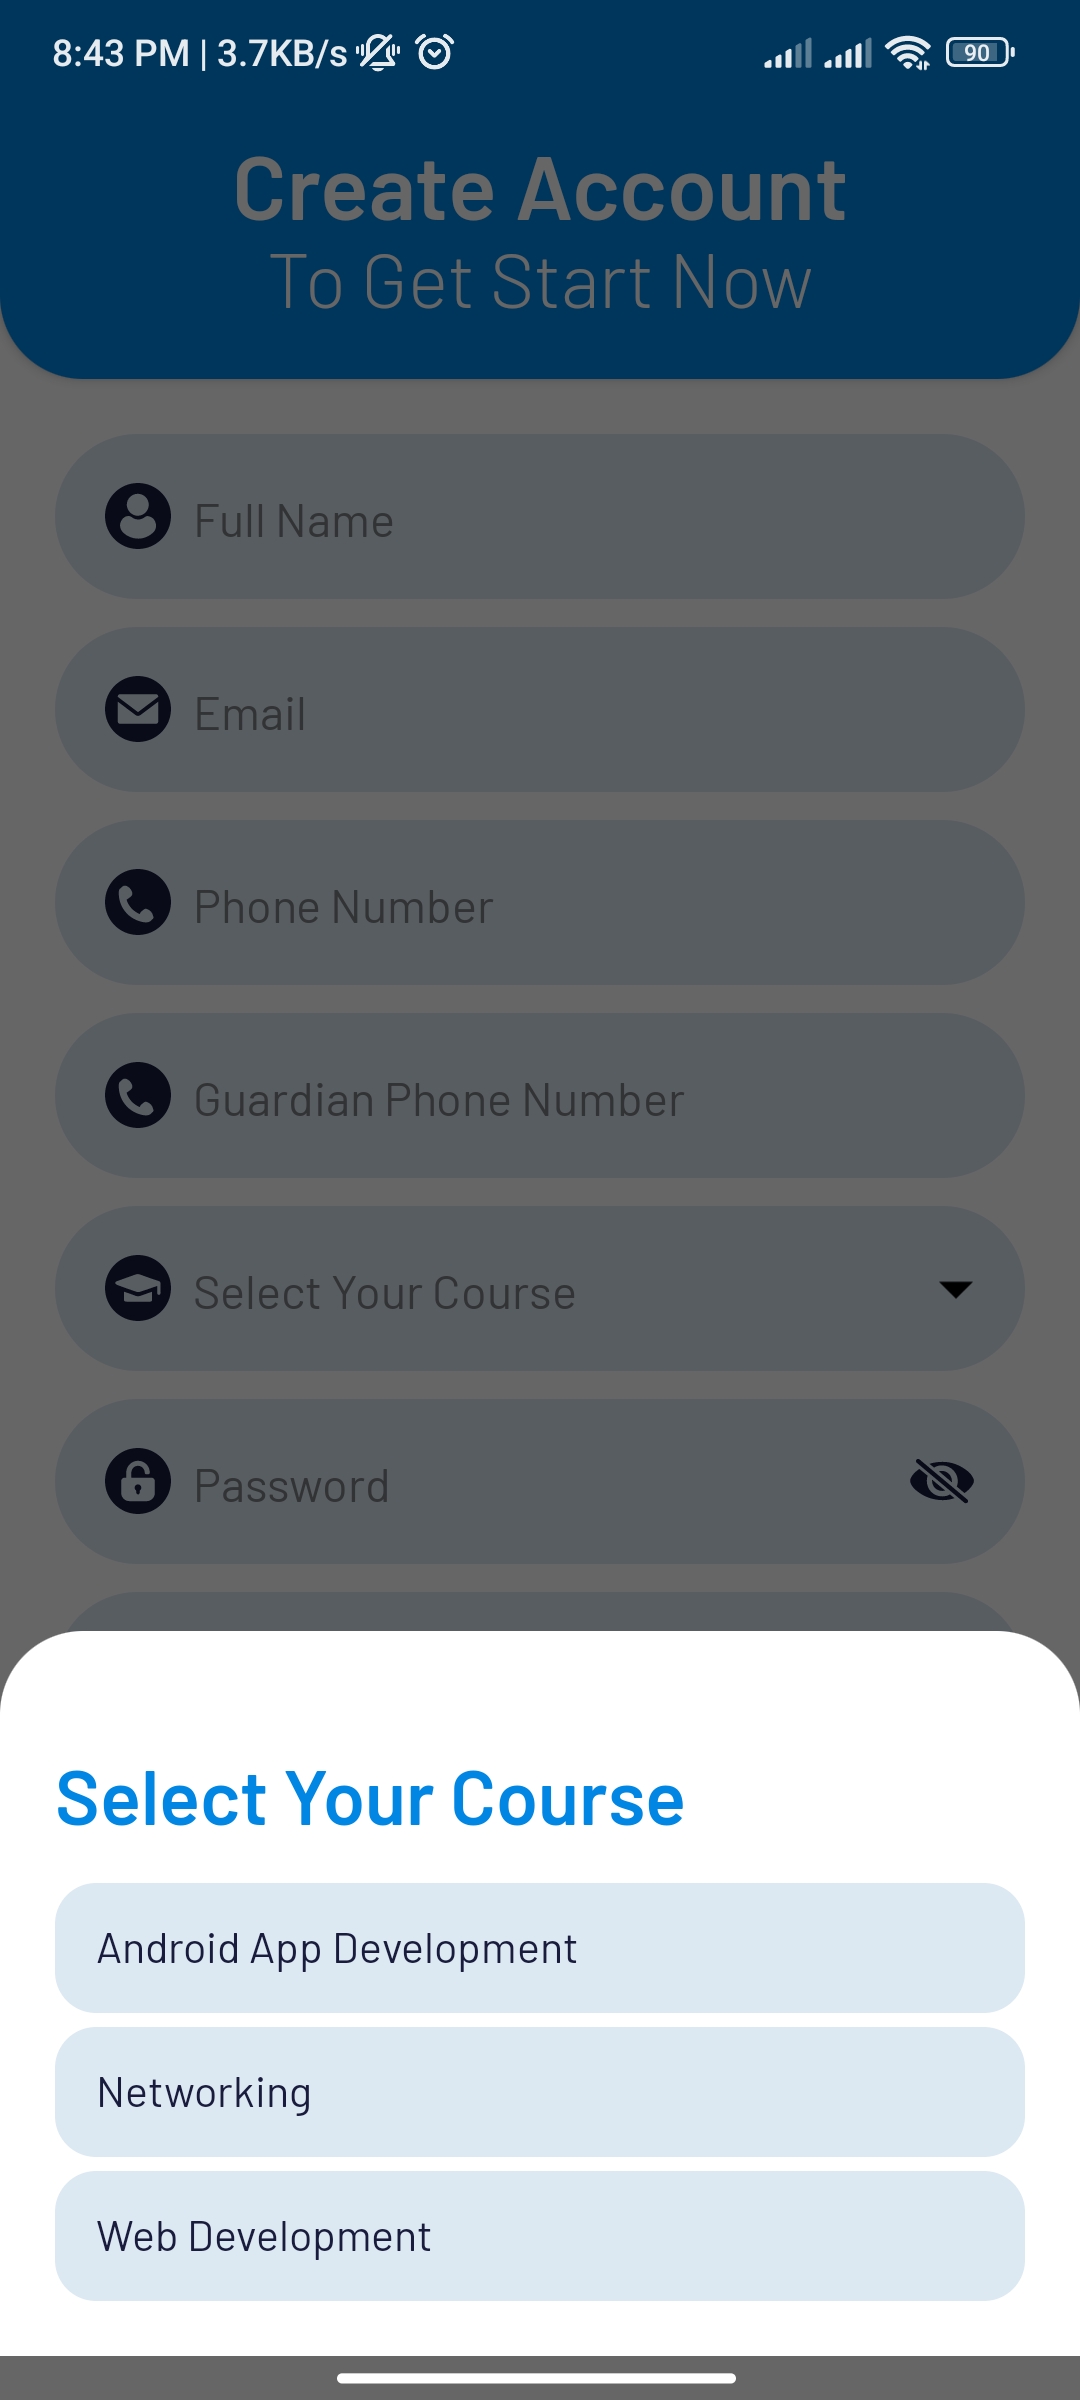 8:43 PM | 3.7KB/s 90
Create Account
To Get Start Now
Full Name
Email
Phone Number
Guardian Phone Number
Select Your Course
Password
Select Your Course
Android App Development
Networking
Web Development